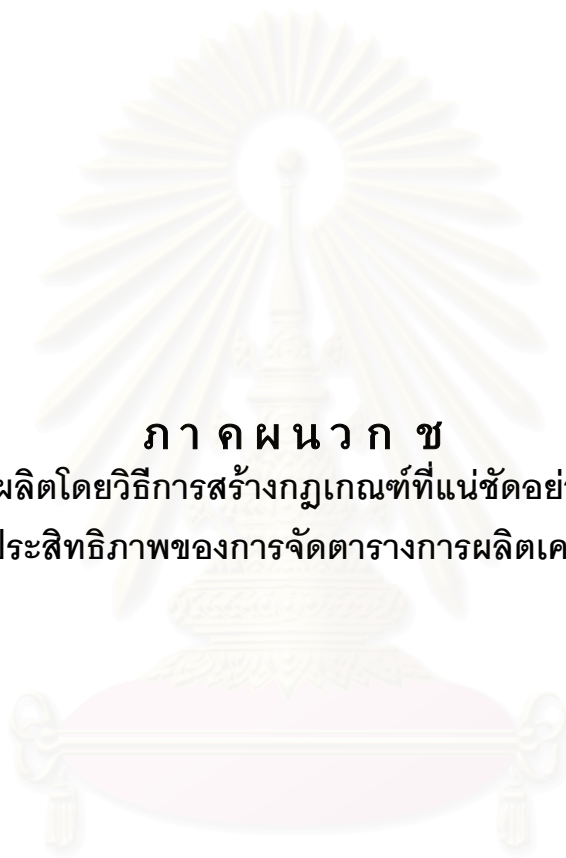 ภ า ค ผ น ว ก ช
ผลิตโดยวิธีการสร้างกฎเกณฑ์ที่แน่ชัดอย่
ประสิทธิภาพของการจัดตารางการผลิตเค